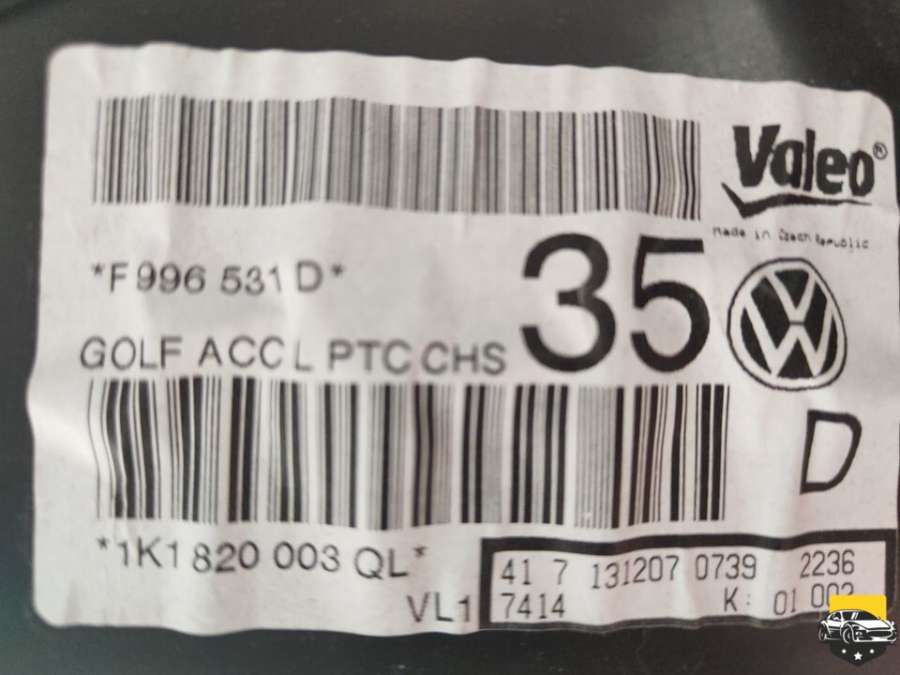 Valeo®
made in Czech Republic
*F 996 531 D*
35
GOLF ACC L PTC CHS
D
*1K1 820 003 QL*
VL1
41 7 131207 0739 2236
7414 K: 01 002